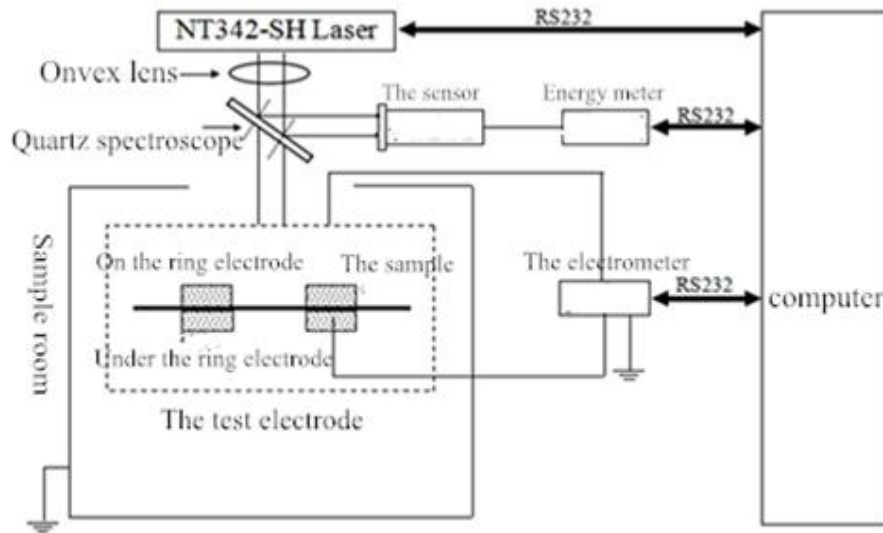 RS232
NT342-SH Laser
Onvex lens
The sensor
Energy meter
Quartz spectroscope
RS232
Sample room
On the ring electrode
The sample
The electrometer
RS232
computer
Under the ring electrode
The test electrode